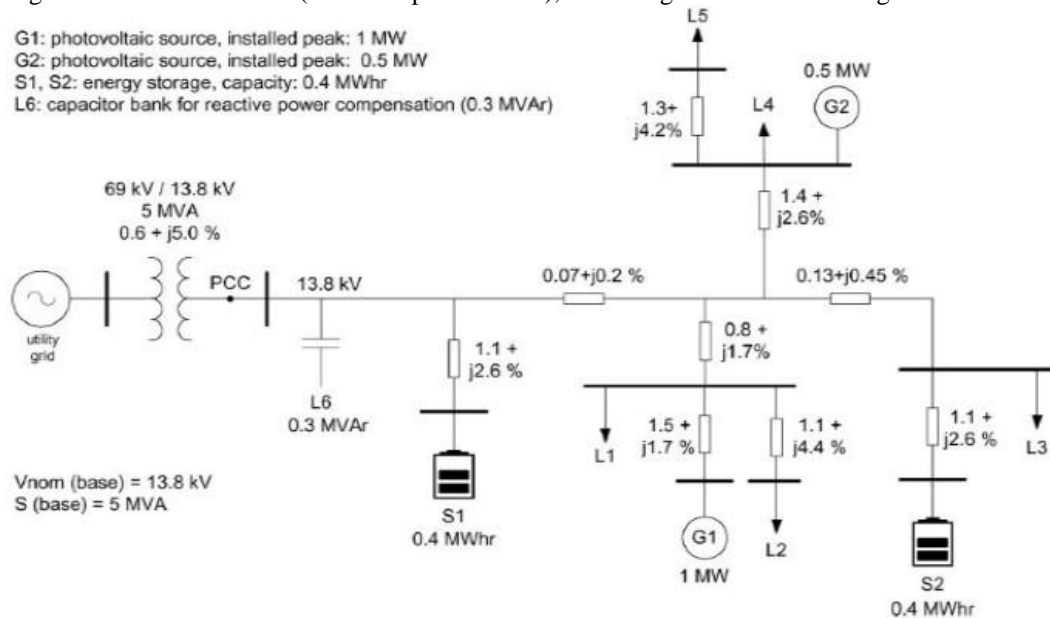 G1: photovoltaic source, installed peak: 1 MW
G2: photovoltaic source, installed peak: 0.5 MW
S1, S2: energy storage, capacity: 0.4 MWhr
L6: capacitor bank for reactive power compensation (0.3 MVAr)
L5
0.5 MW
1.3+
j4.2%
L4
G2
69 kV / 13.8 kV
5 MVA
0.6 + j5.0 %
1.4 +
j2.6%
PCC
13.8 kV
0.07+j0.2 %
0.13+j0.45 %
utility
grid
1.1 +
j2.6 %
0.8 +
j1.7%
L6
0.3 MVAr
L1
1.5 +
j1.7 %
1.1 +
j4.4 %
1.1 +
j2.6 %
L3
Vnom (base) = 13.8 kV
S (base) = 5 MVA
S1
0.4 MWhr
G1
1 MW
L2
S2
0.4 MWhr